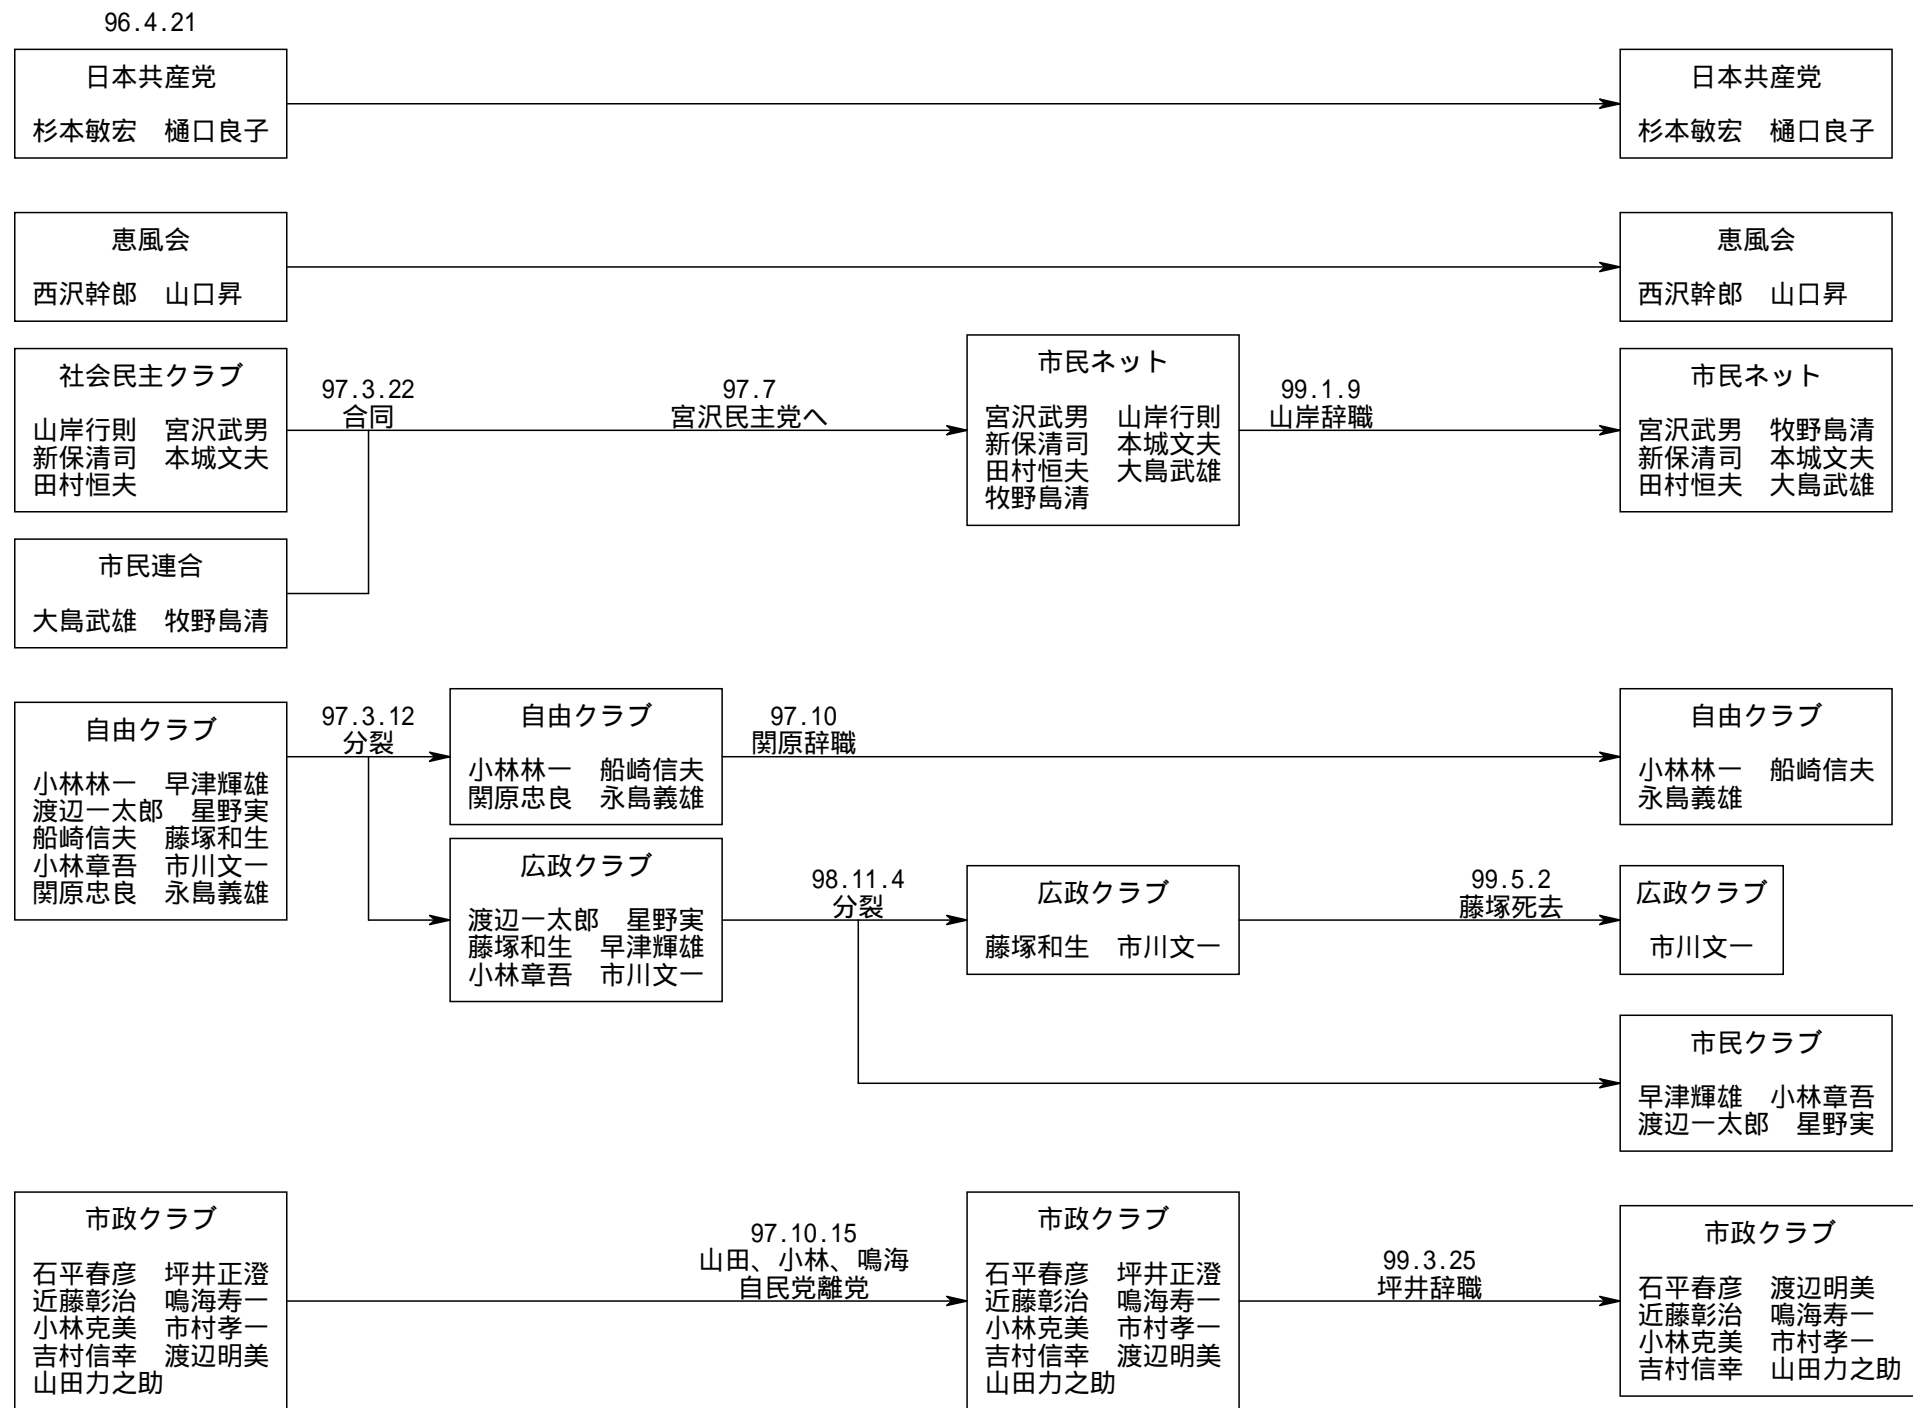 96.4.21
日本共産党
杉本敏宏　樋口良子
日本共産党
杉本敏宏　樋口良子
恵風会
西沢幹郎　山口昇
恵風会
西沢幹郎　山口昇
社会民主クラブ
山岸行則　宮沢武男
新保清司　本城文夫
田村恒夫
97.3.22
合同
97.7
宮沢民主党へ
市民ネット
宮沢武男　山岸行則
新保清司　本城文夫
田村恒夫　大島武雄
牧野島清
99.1.9
山岸辞職
市民ネット
宮沢武男　牧野島清
新保清司　本城文夫
田村恒夫　大島武雄
市民連合
大島武雄　牧野島清
自由クラブ
小林林一　早津輝雄
渡辺一太郎　星野実
船崎信夫　藤塚和生
小林章吾　市川文一
関原忠良　永島義雄
97.3.12
分裂
自由クラブ
小林林一　船崎信夫
関原忠良　永島義雄
97.10
関原辞職
自由クラブ
小林林一　船崎信夫
永島義雄
広政クラブ
渡辺一太郎　星野実
藤塚和生　早津輝雄
小林章吾　市川文一
98.11.4
分裂
広政クラブ
藤塚和生　市川文一
99.5.2
藤塚死去
広政クラブ
市川文一
市民クラブ
早津輝雄　小林章吾
渡辺一太郎　星野実
市政クラブ
石平春彦　坪井正澄
近藤彰治　鳴海寿一
小林克美　市村孝一
吉村信幸　渡辺明美
山田力之助
97.10.15
山田、小林、鳴海
自民党離党
市政クラブ
石平春彦　坪井正澄
近藤彰治　鳴海寿一
小林克美　市村孝一
吉村信幸　渡辺明美
山田力之助
99.3.25
坪井辞職
市政クラブ
石平春彦　渡辺明美
近藤彰治　鳴海寿一
小林克美　市村孝一
吉村信幸　山田力之助